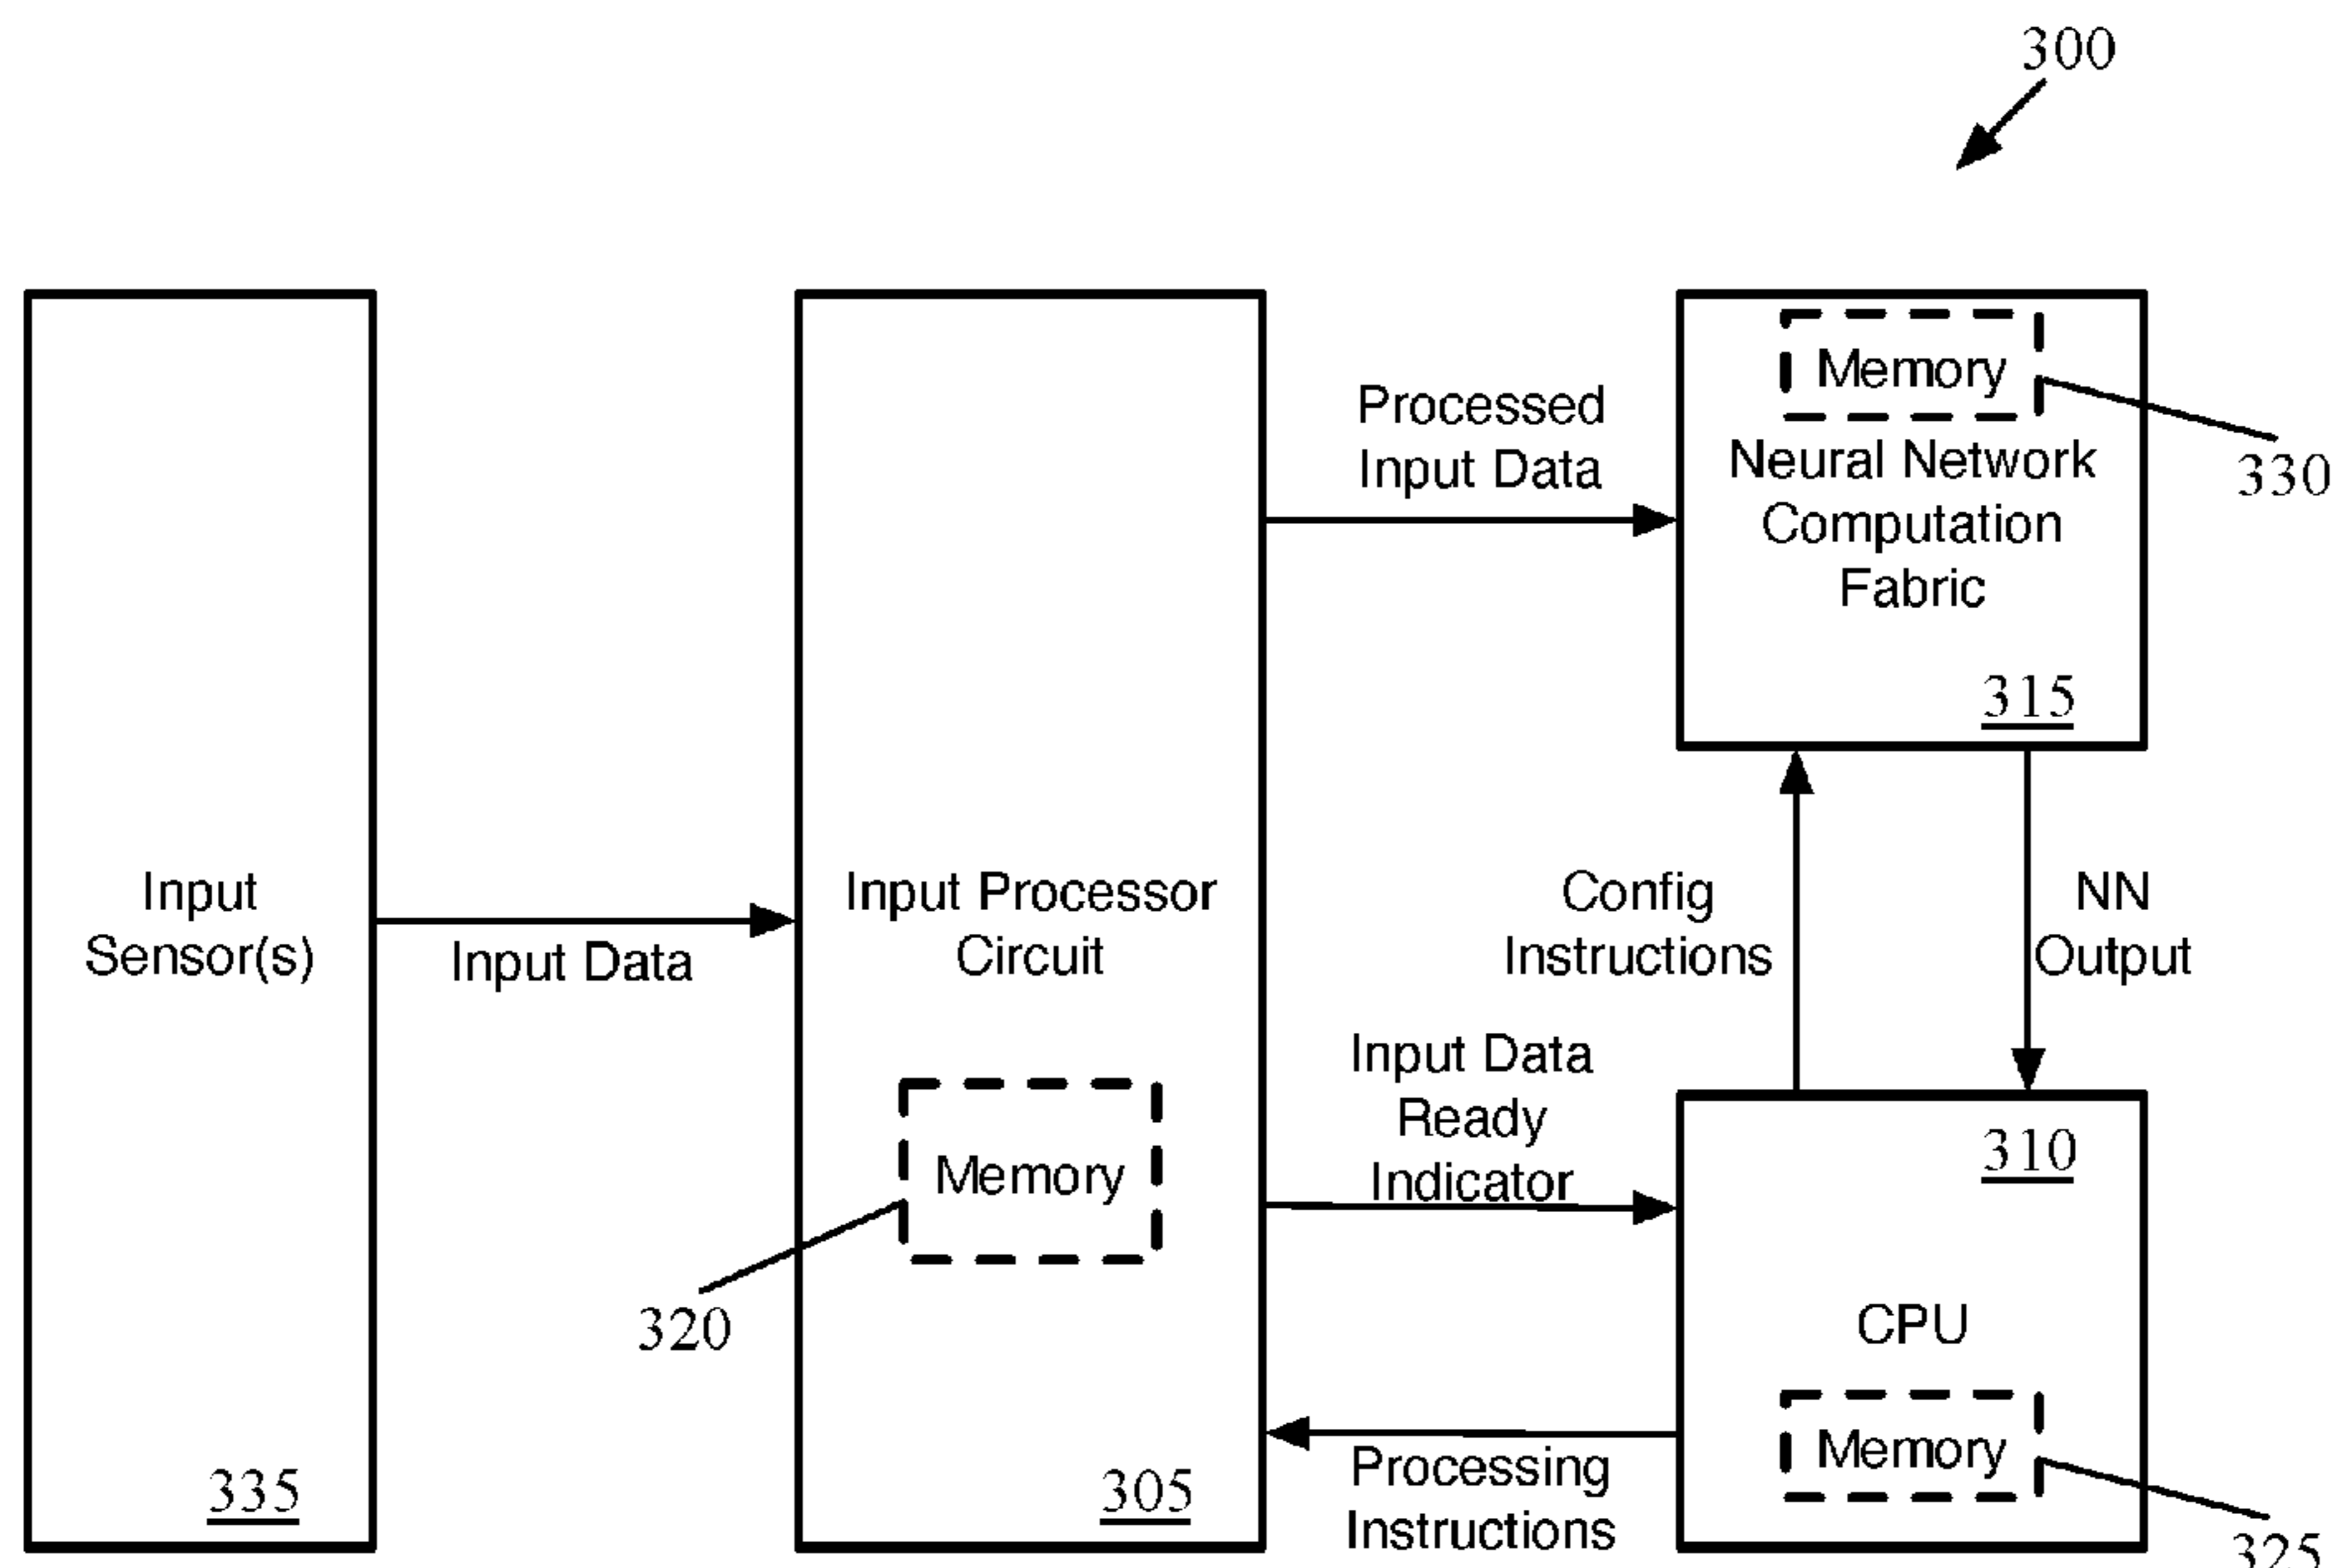 300
Memory
330
Neural Network
Computation
Fabric
315
Processed
Input Data
Input
Sensor(s)
335
Input Data
Input Processor
Circuit
Memory
320
305
Config
Instructions
NN
Output
Input Data
Ready
Indicator
310
CPU
Memory
325
Processing
Instructions